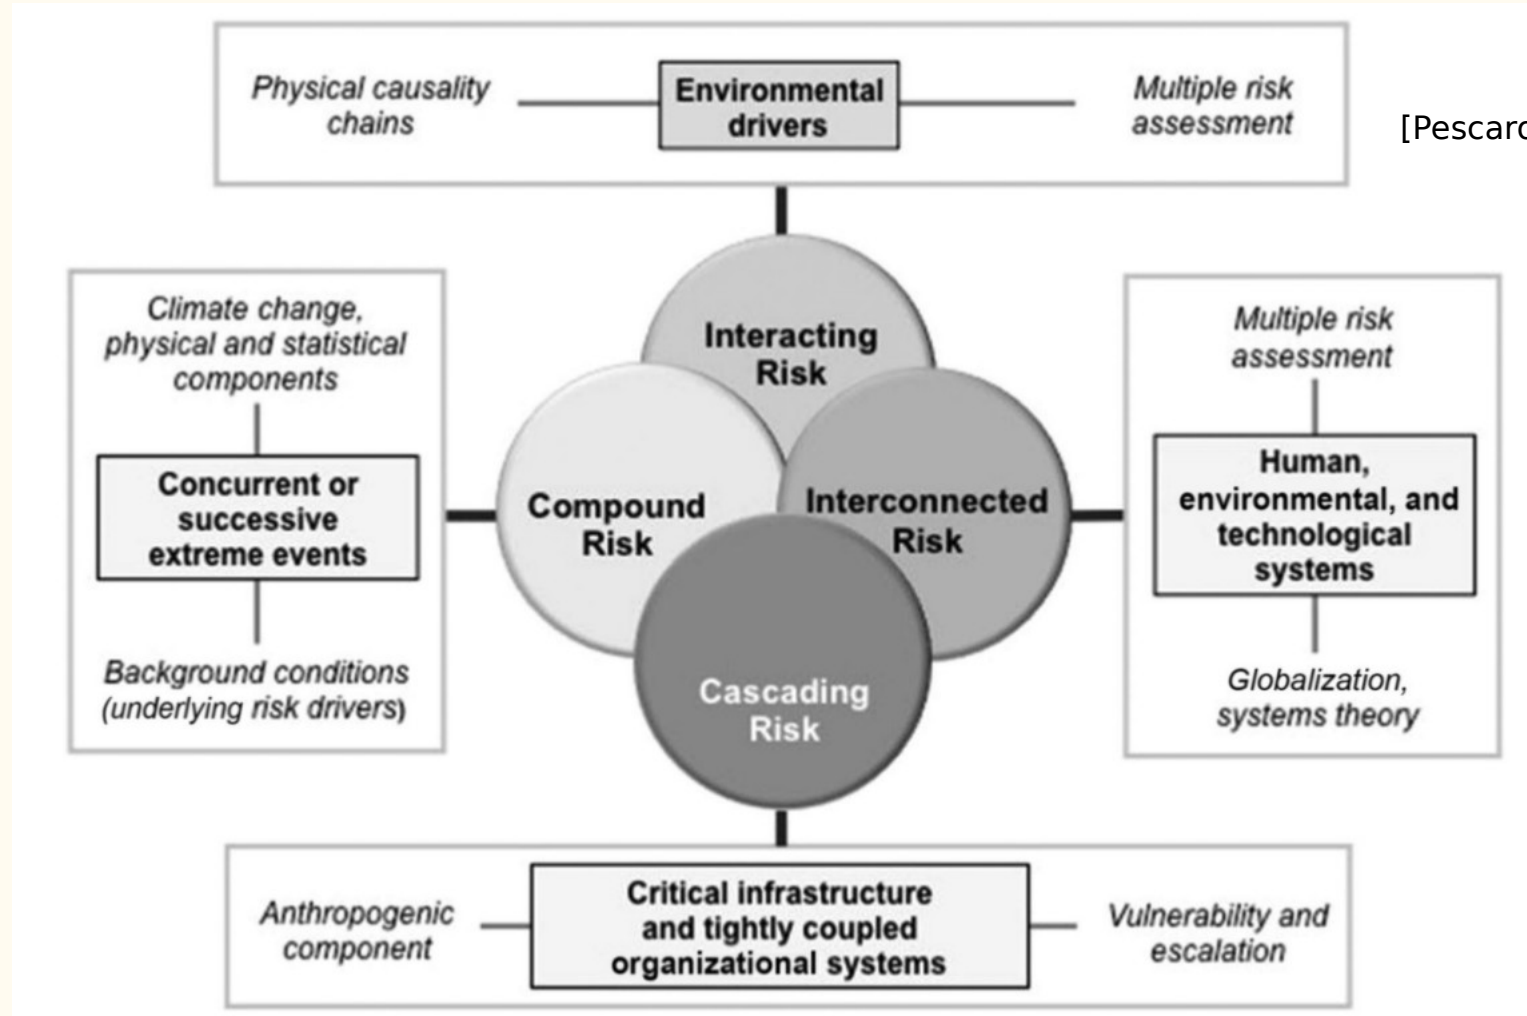 Physical causality
chains
Environmental
drivers
Multiple risk
assessment
[Pescaro
Climate change,
physical and statistical
components
Concurrent or
successive
extreme events
Background conditions
(underlying risk drivers)
Interacting
Risk
Compound
Risk
Interconnected
Risk
Cascading
Risk
Multiple risk
assessment
Human,
environmental, and
technological
systems
Globalization,
systems theory
Anthropogenic
component
Critical infrastructure
and tightly coupled
organizational systems
Vulnerability and
escalation